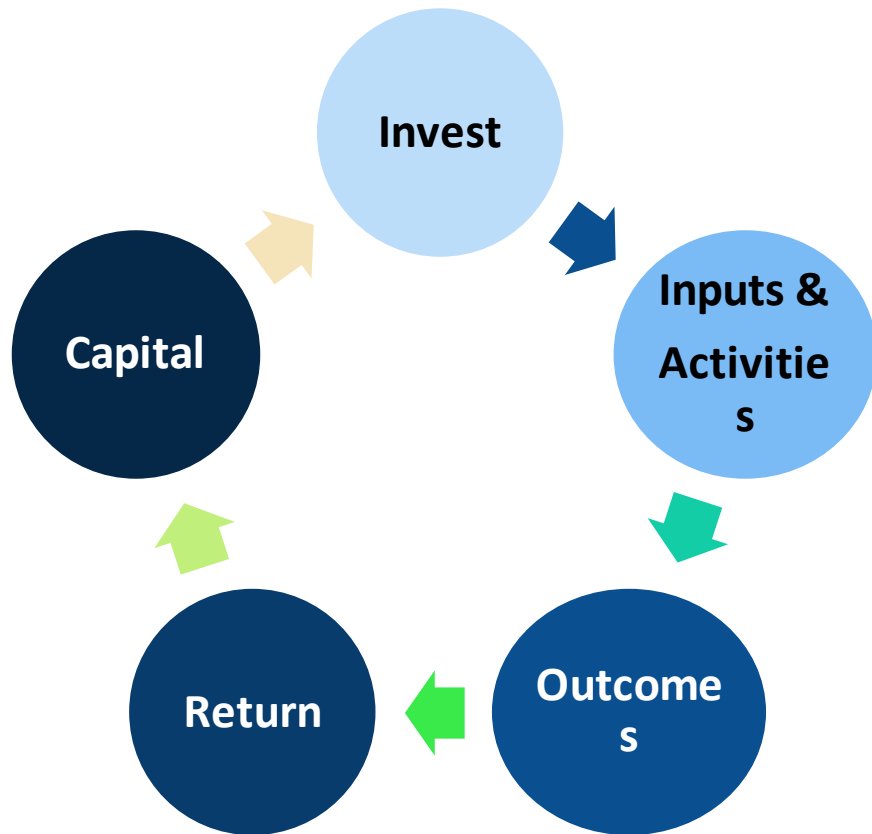 Invest
Inputs &
Activitie
s
Outcome
s
Return
Capital